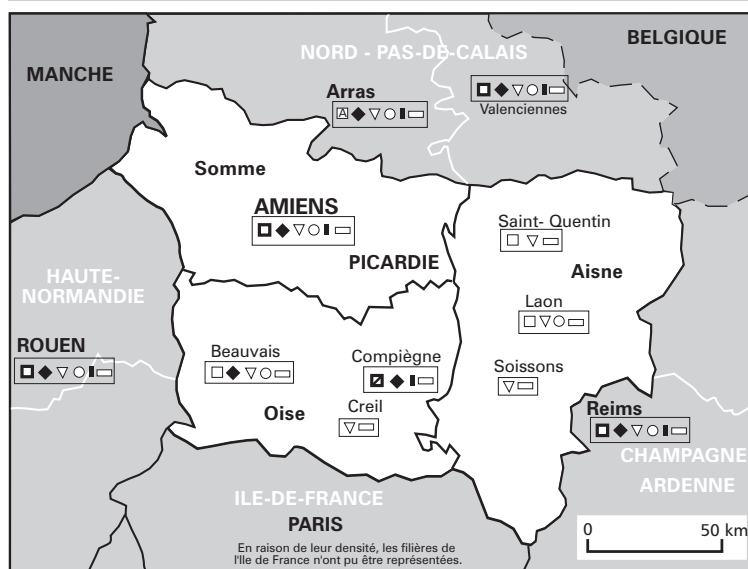 NORD - PAS-DE-CALAIS
BELGIQUE
MANCHE
Arras
A
Valenciennes
Somme
AMIENS
Saint- Quentin
PICARDIE
Aisne
HAUTE-
NORMANDIE
Laon
ROUEN
Beauvais
Compiègne
Soissons
Creil
Oise
Reims
CHAMPAGNE
ARDENNE
ILE-DE-FRANCE
PARIS
En raison de leur densité, les filières de
l'Ile de France n'ont pu être représentées.
0 50 km